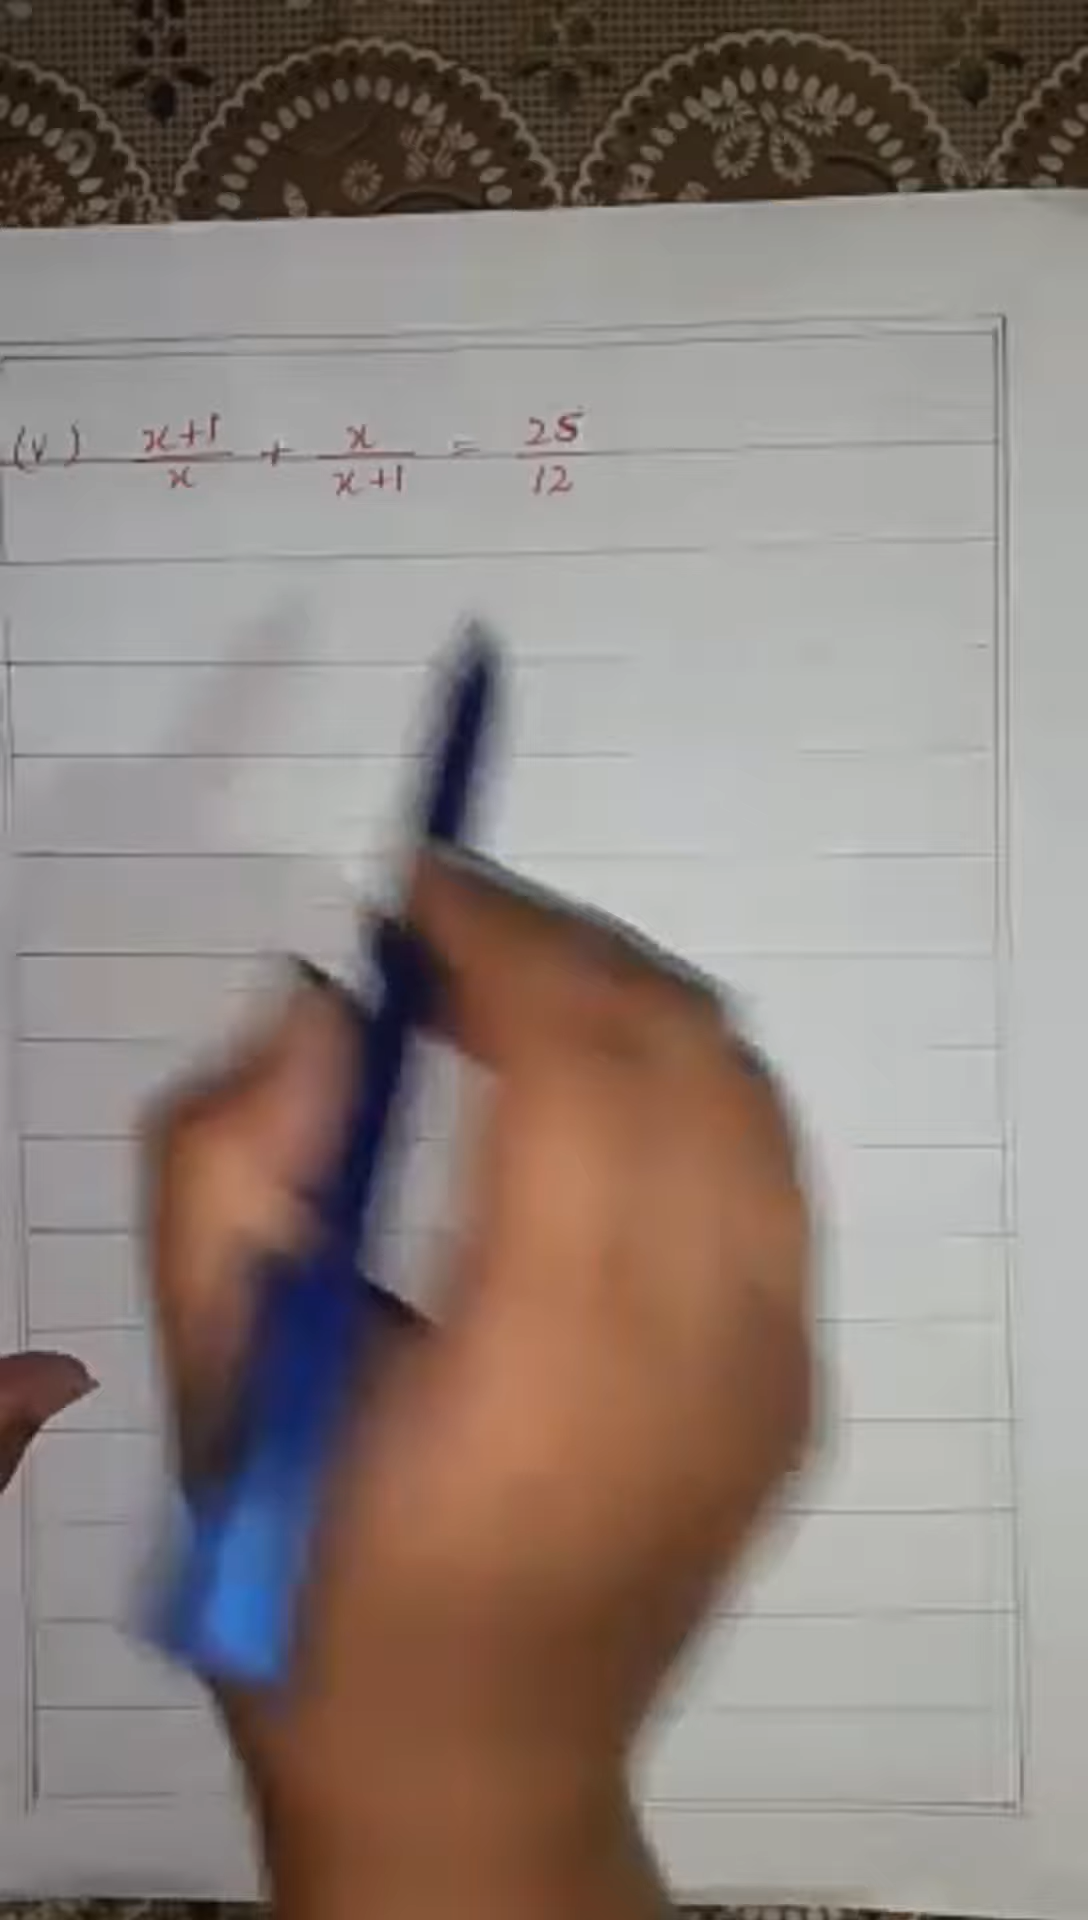 (v) x+1/x + x/x+1 = 25/12